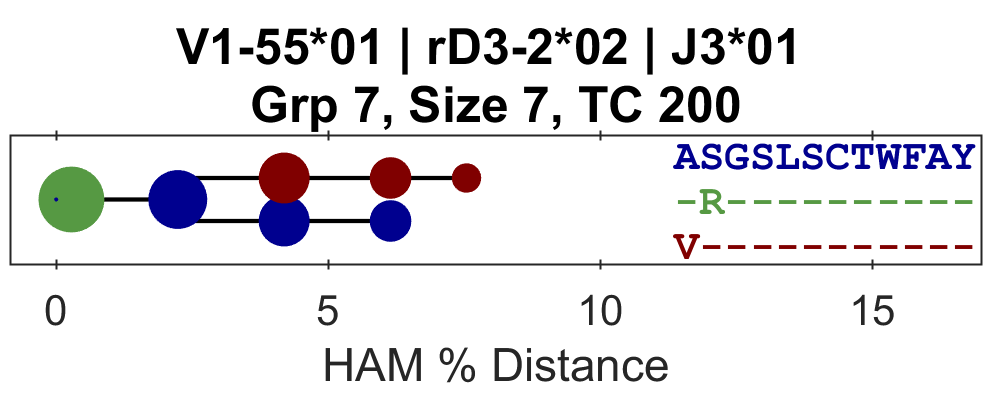 V1-55*01 | rD3-2*02 | J3*01
Grp 7, Size 7, TC 200
ASGSLSCTWFAY
-R----------
V-----------
0 5 10 15
HAM % Distance